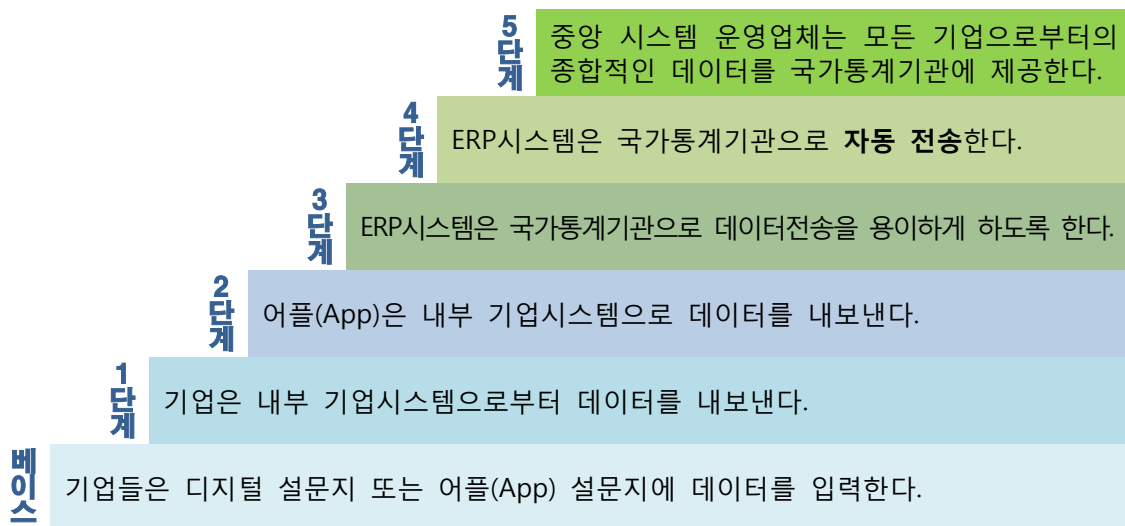 5단계
중앙 시스템 운영업체는 모든 기업으로부터의
종합적인 데이터를 국가통계기관에 제공한다.
4단계
ERP시스템은 국가통계기관으로 자동 전송한다.
3단계
ERP시스템은 국가통계기관으로 데이터전송을 용이하게 하도록 한다.
2단계
어플(App)은 내부 기업시스템으로 데이터를 내보낸다.
1단계
기업은 내부 기업시스템으로부터 데이터를 내보낸다.
베이스
기업들은 디지털 설문지 또는 어플(App) 설문지에 데이터를 입력한다.